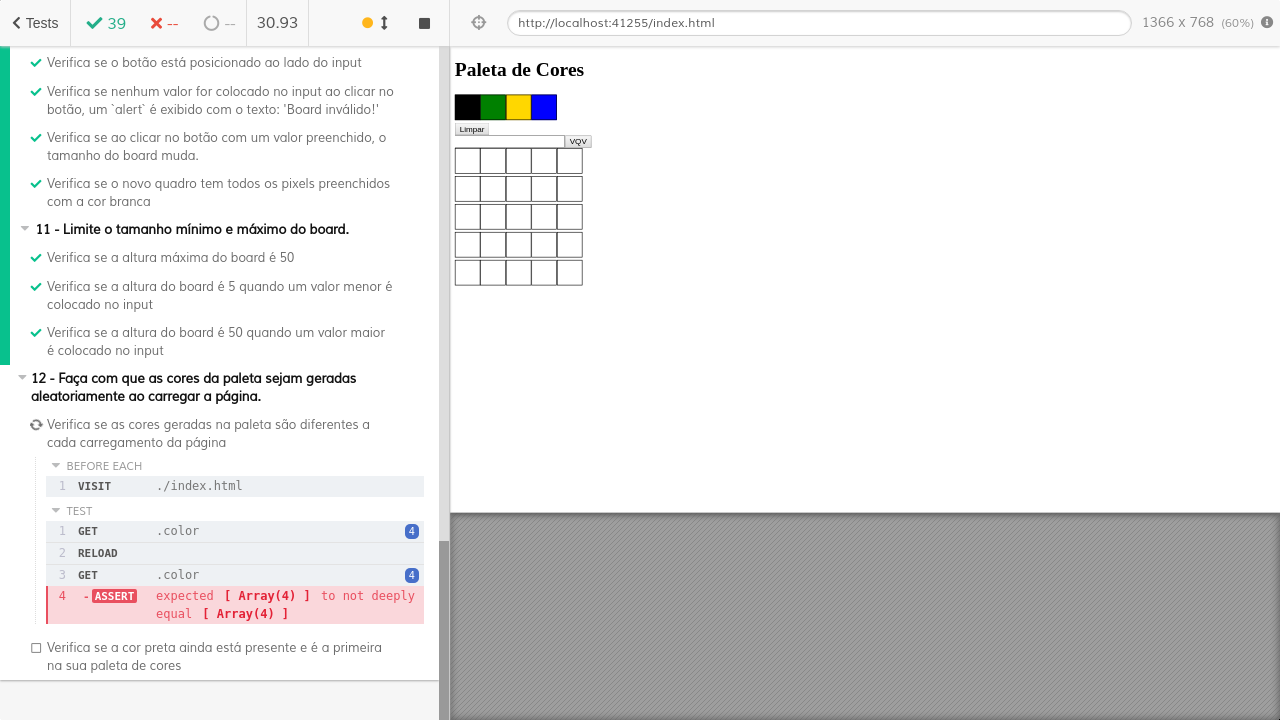 Tests
39
--
--
30.93
http://localhost:41255/index.html
1366 x 768 (60%)
Verifica se o botão está posicionado ao lado do input
Verifica se nenhum valor for colocado no input ao clicar no
botão, um `alert` é exibido com o texto: 'Board inválido!'
Verifica se ao clicar no botão com um valor preenchido, o
tamanho do board muda.
Verifica se o novo quadro tem todos os pixels preenchidos
com a cor branca
11 - Limite o tamanho mínimo e máximo do board.
Verifica se a altura máxima do board é 50
Verifica se a altura do board é 5 quando um valor menor é
colocado no input
Verifica se a altura do board é 50 quando um valor maior
é colocado no input
12 - Faça com que as cores da paleta sejam geradas
aleatoriamente ao carregar a página.
Verifica se as cores geradas na paleta são diferentes a
cada carregamento da página
BEFORE EACH
1 VISIT ./index.html
TEST
1 GET .color 4
2 RELOAD
3 GET .color 4
4 -ASSERT expected [ Array(4) ] to not deeply
equal [ Array(4) ]
Verifica se a cor preta ainda está presente e é a primeira
na sua paleta de cores
Paleta de Cores
Limpar
VQV